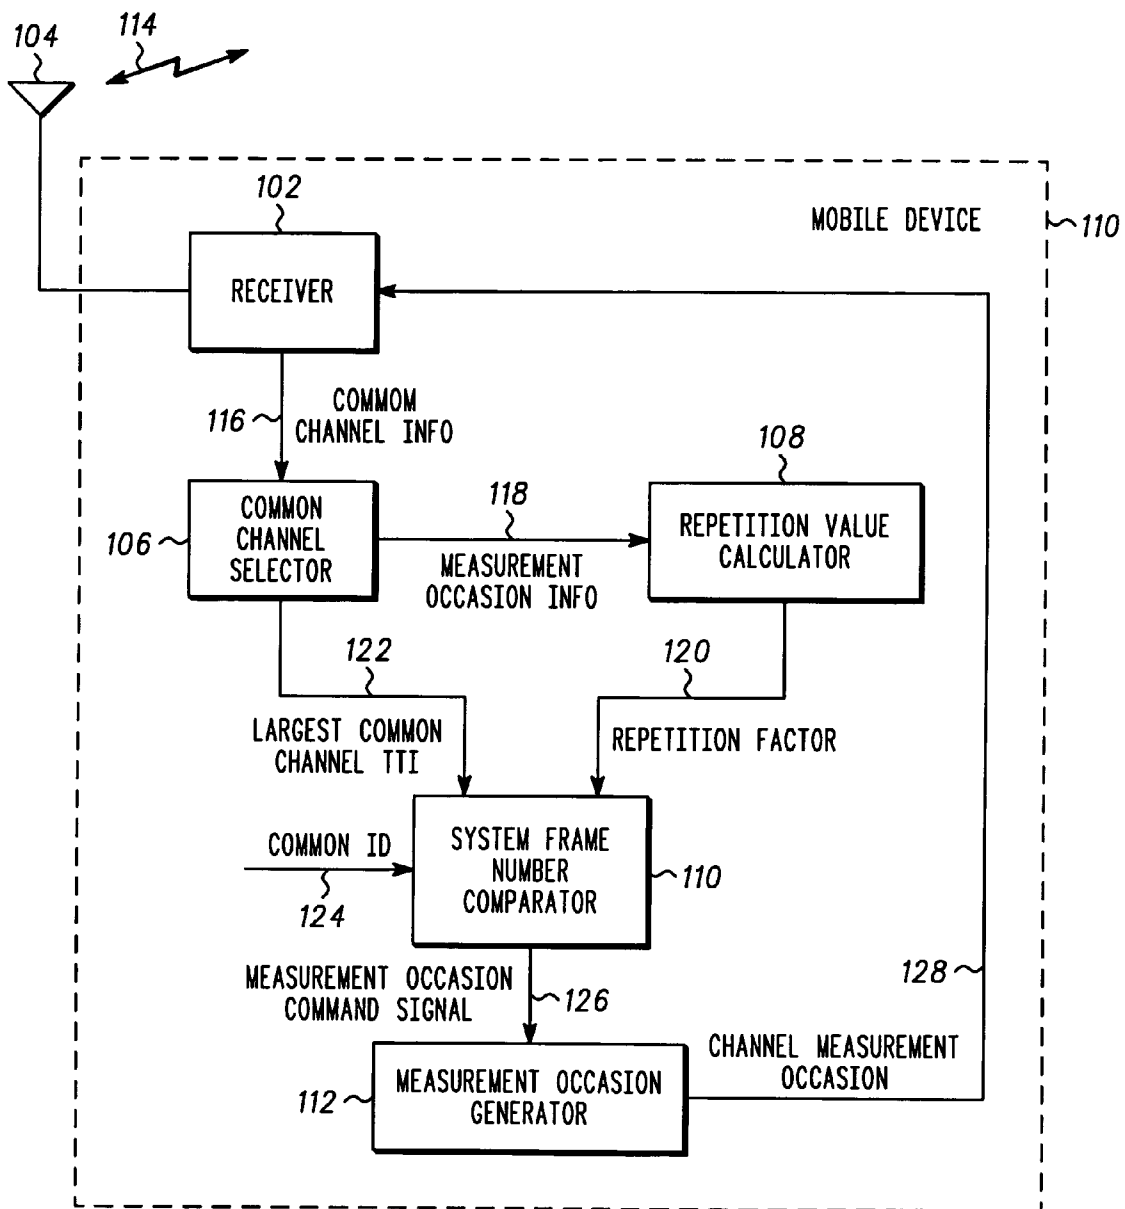 114
104
102
MOBILE DEVICE
110
RECEIVER
116
COMMOM
CHANNEL INFO
108
118
COMMON
CHANNEL
SELECTOR
106
REPETITION VALUE
CALCULATOR
MEASUREMENT
OCCASION INFO
122
120
LARGEST COMMON
CHANNEL TTI
REPETITION FACTOR
COMMON ID
124
SYSTEM FRAME
NUMBER
COMPARATOR
110
MEASUREMENT OCCASION
COMMAND SIGNAL
126
128
CHANNEL MEASUREMENT
OCCASION
112
MEASUREMENT OCCASION
GENERATOR